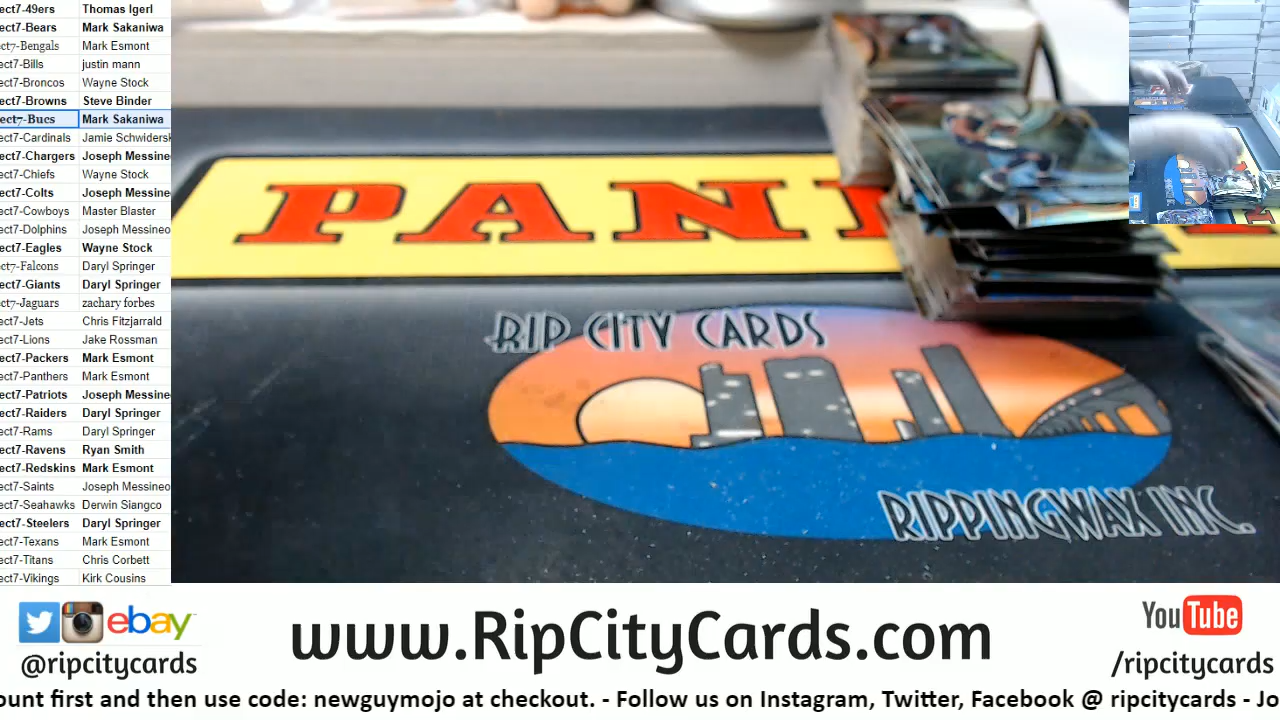 ect7-49ers Thomas Igerl
ect7-Bears Mark Sakaniwa
ect7-Bengals Mark Esmont
ect7-Bills justin mann
ect7-Broncos Wayne Stock
ect7-Browns Steve Binder
ect7-Bucs Mark Sakaniwa
ect7-Cardinals Jamie Schwidersk
ect7-Chargers Joseph Messine
ect7-Chiefs Wayne Stock
ect7-Colts Joseph Messine
ect7-Cowboys Master Blaster
ect7-Dolphins Joseph Messineo
ect7-Eagles Wayne Stock
ect7-Falcons Daryl Springer
ect7-Giants Daryl Springer
ect7-Jaguars zachary forbes
ect7-Jets Chris Fitzjarrald
ect7-Lions Jake Rossman
ect7-Packers Mark Esmont
ect7-Panthers Mark Esmont
ect7-Patriots Joseph Messine
ect7-Raiders Daryl Springer
ect7-Rams Daryl Springer
ect7-Ravens Ryan Smith
ect7-Redskins Mark Esmont
ect7-Saints Joseph Messineo
ect7-Seahawks Derwin Siangco
ect7-Steelers Daryl Springer
ect7-Texans Mark Esmont
ect7-Titans Chris Corbett
ect7-Vikings Kirk Cousins
PANI
RIP CITY CARDS
RIPPINGWAX INC.
ebay
@ripcitycards
www.RipCityCards.com
YouTube
/ripcitycards
ount first and then use code: newguymojo at checkout. - Follow us on Instagram, Twitter, Facebook @ ripcitycards - Jo